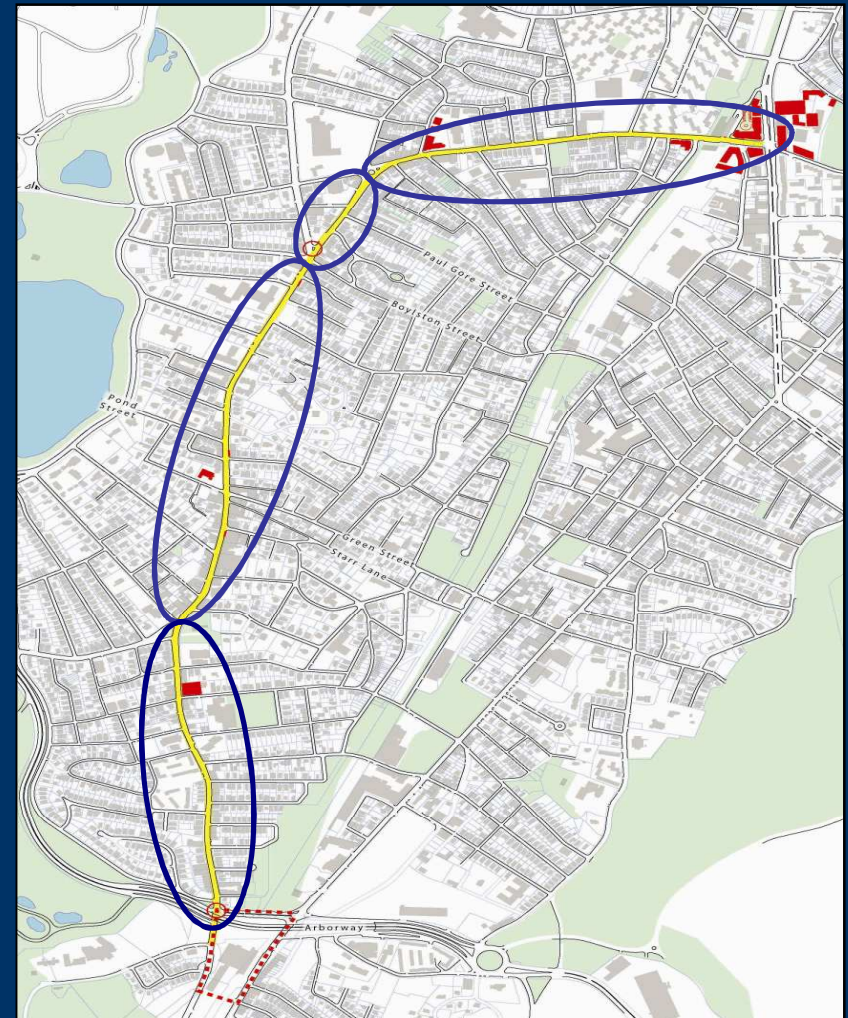 Paul Gore Street
Boylston Street
Pond
Street
Green Street
Starr Lane
Arborway